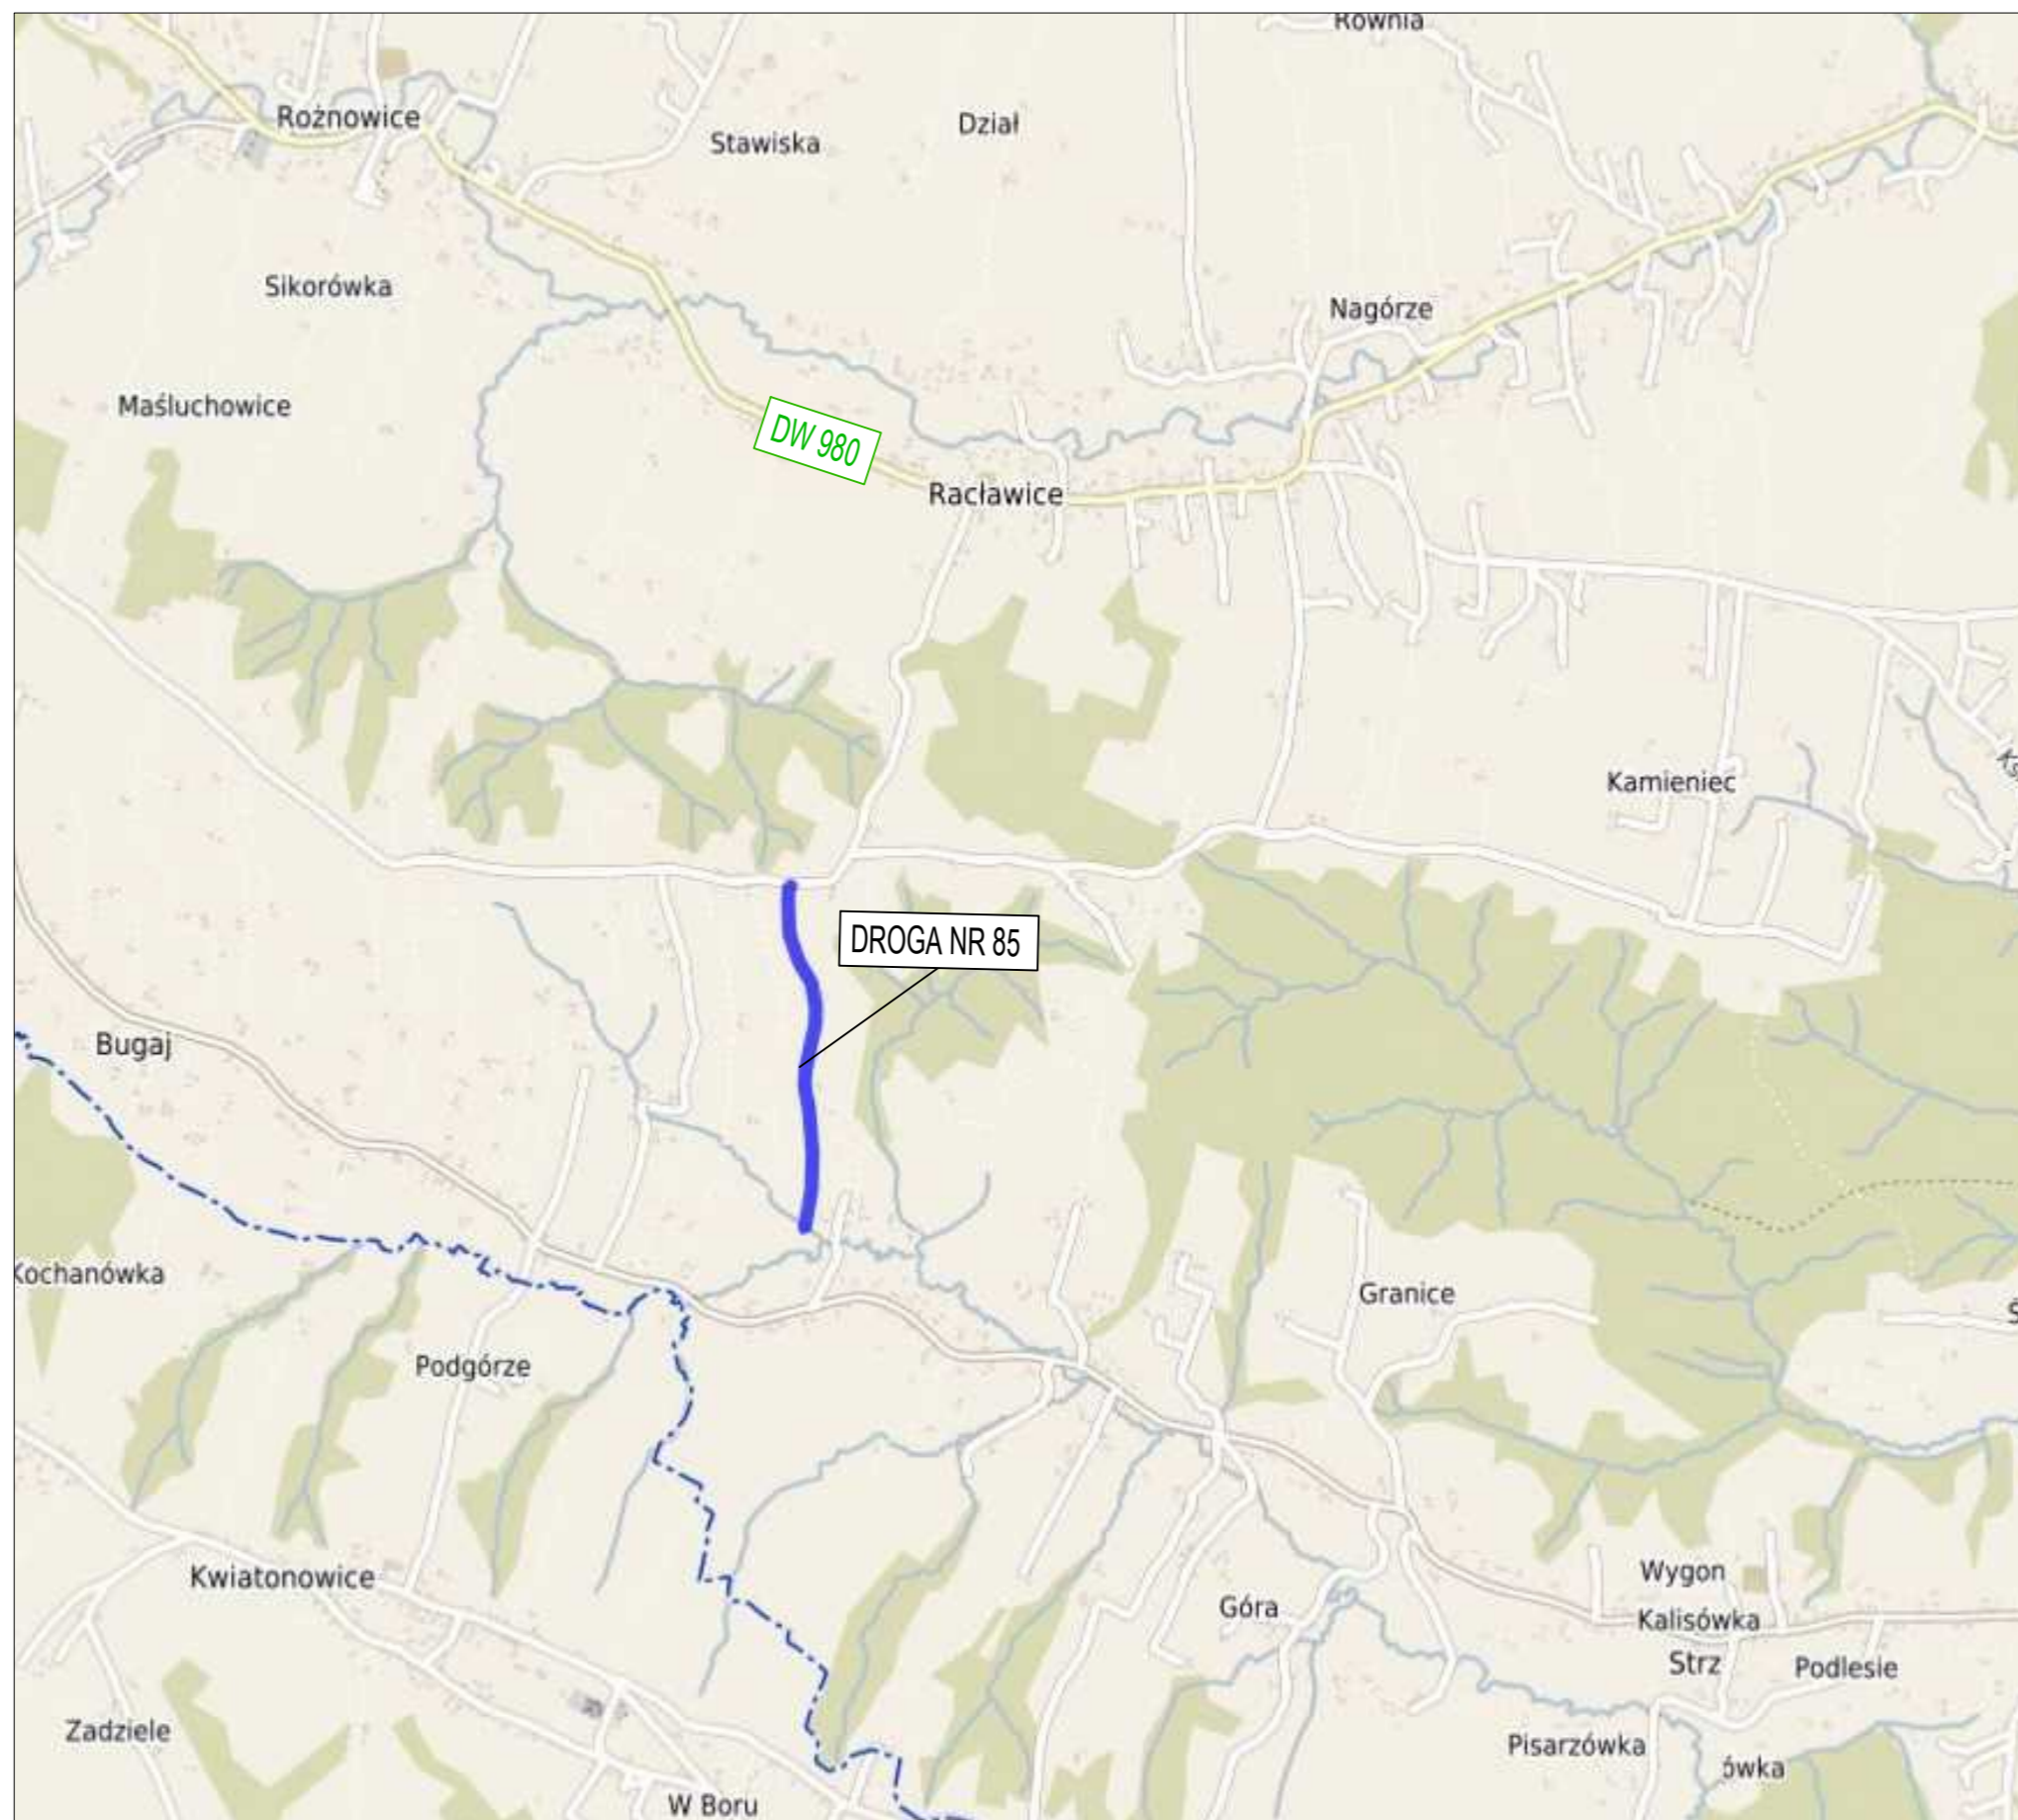 Równia
Rożnowice
Stawiska
Dział
Sikorówka
Nagórze
Maśluchowice
DW 980
Racławice
Kamieniec
DROGA NR 85
Bugaj
Kochanówka
Granice
Podgórze
Kwiatonowice
Wygon
Góra
Kalisówka
Strz
Podlesie
Zadziele
Pisarzówka
ówka
W Boru